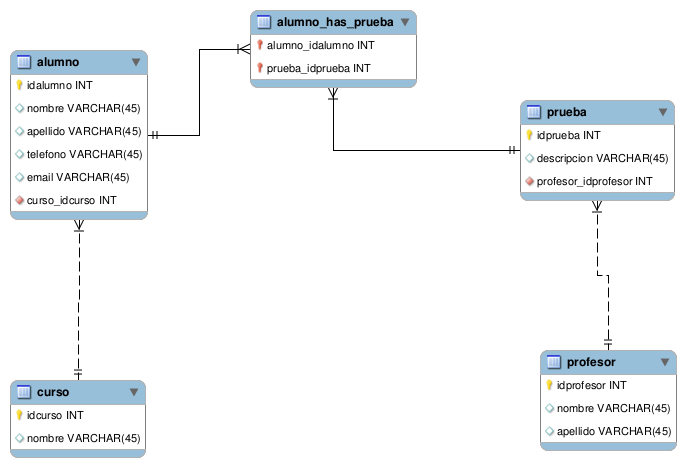 alumno_has_prueba
alumno_idalumno INT
prueba_idprueba INT
alumno
idalumno INT
nombre VARCHAR(45)
apellido VARCHAR(45)
telefono VARCHAR(45)
email VARCHAR(45)
curso_idcurso INT
prueba
idprueba INT
descripcion VARCHAR(45)
profesor_idprofesor INT
curso
idcurso INT
nombre VARCHAR(45)
profesor
idprofesor INT
nombre VARCHAR(45)
apellido VARCHAR(45)